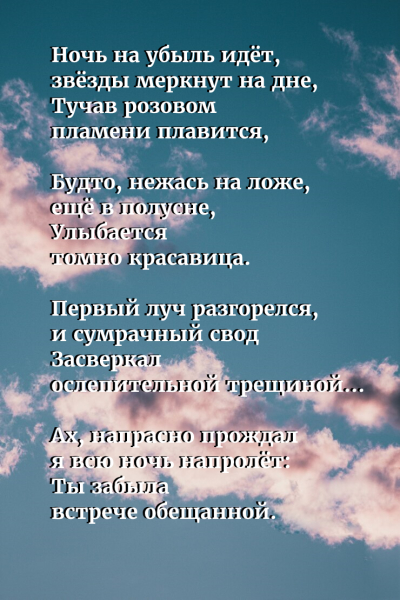 Ночь на убыль идёт,
звёзды меркнут на дне,
Тучав розовом
пламени плавится,
Будто, нежась на ложе,
ещё в полусне,
Улыбается
томно красавица.
Первый луч разгорелся,
и сумрачный свод
Засверкал
ослепительной трещиной...
Ах, напрасно прождал
я всю ночь напролёт:
Ты забыла
встрече обещанной.